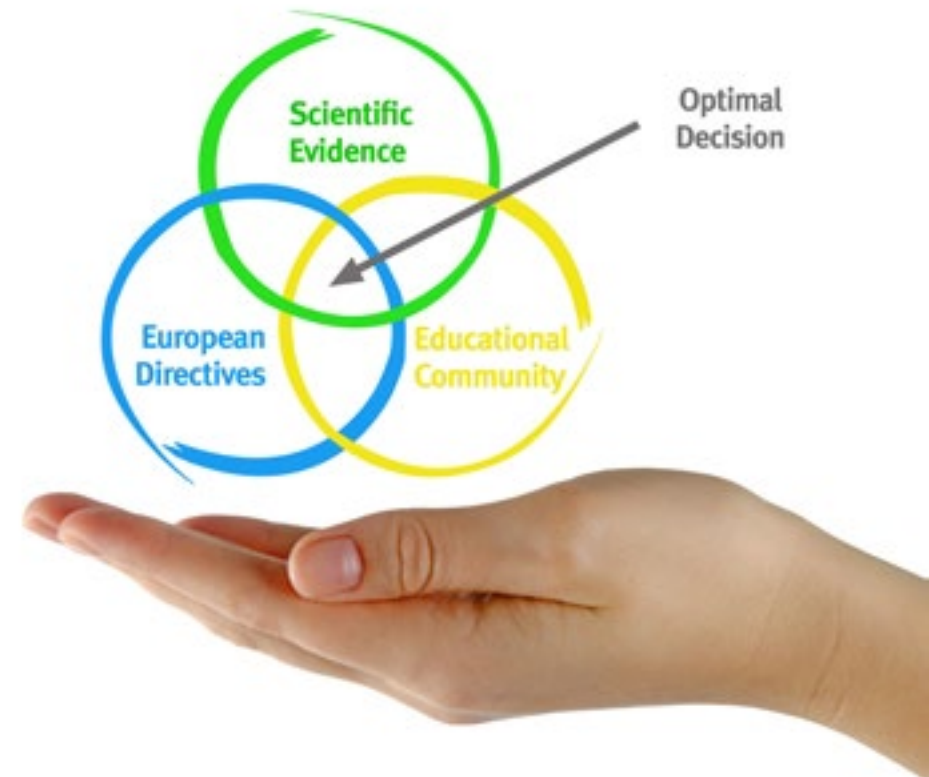 Scientific
Evidence
Optimal
Decision
European
Directives
Educational
Community